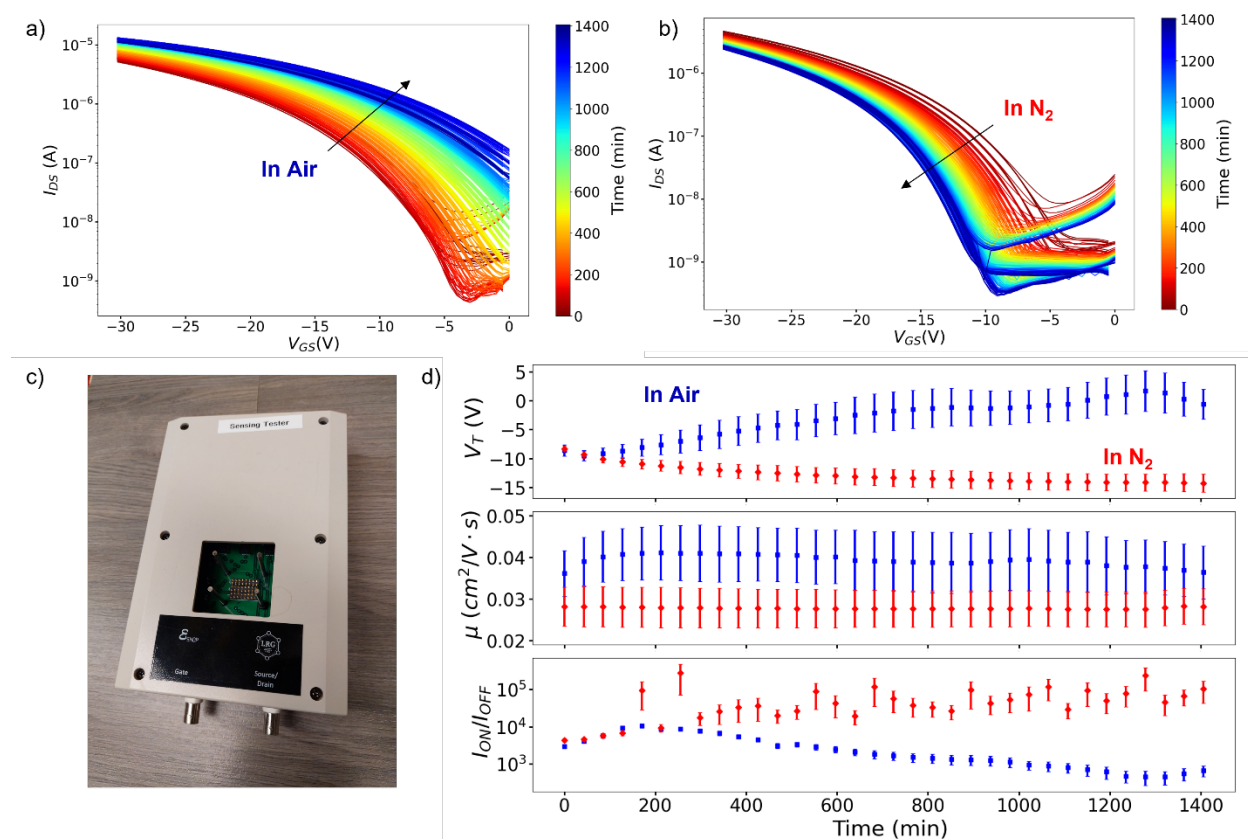 a)
10⁻⁵
10⁻⁶
10⁻⁷
10⁻⁸
10⁻⁹
I_DS (A)
In Air
−30
−25
−20
−15
−10
−5
0
V_GS(V)
1400
1200
1000
800
600
400
200
0
Time (min)
b)
10⁻⁶
10⁻⁷
10⁻⁸
10⁻⁹
I_DS (A)
In N₂
−30
−25
−20
−15
−10
−5
0
V_GS(V)
1400
1200
1000
800
600
400
200
0
Time (min)
c)
Sensing Tester
LRG
Gate
Source/
Drain
d)
5
0
−5
−10
−15
V_T (V)
In Air
In N₂
0.05
0.04
0.03
0.02
μ (cm²/V · s)
10⁵
10⁴
10³
I_ON/I_OFF
0
200
400
600
800
1000
1200
1400
Time (min)